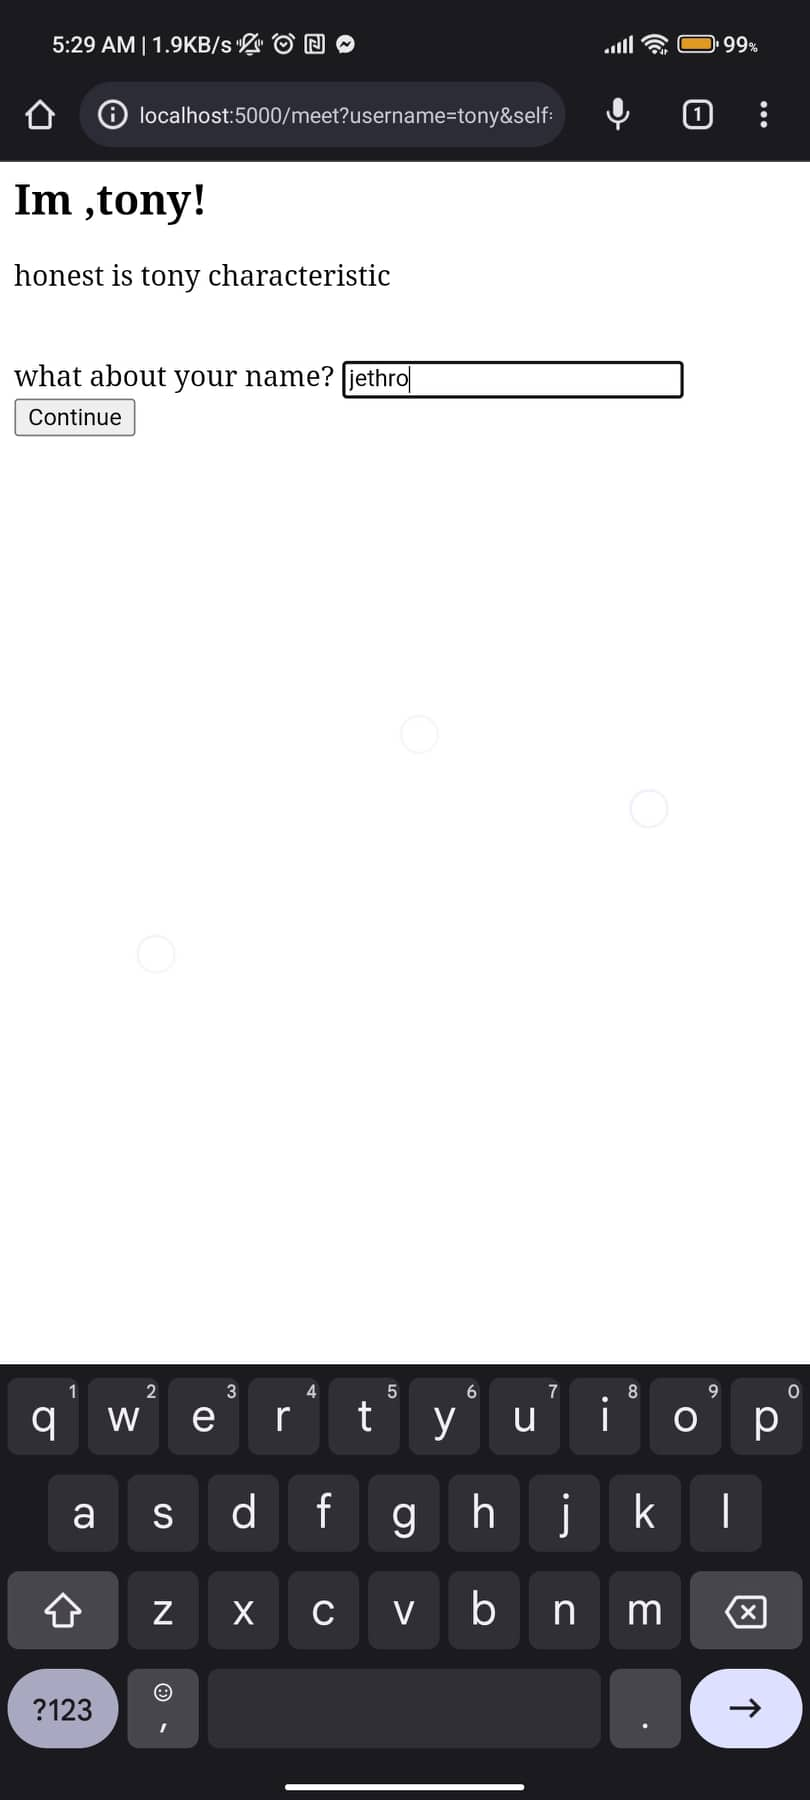 5:29 AM | 1.9KB/s 99%
localhost:5000/meet?username=tony&self= 1
Im ,tony!
honest is tony characteristic
what about your name? jethro
Continue
1 2 3 4 5 6 7 8 9 0
q w e r t y u i o p
a s d f g h j k l
z x c v b n m
?123 , .